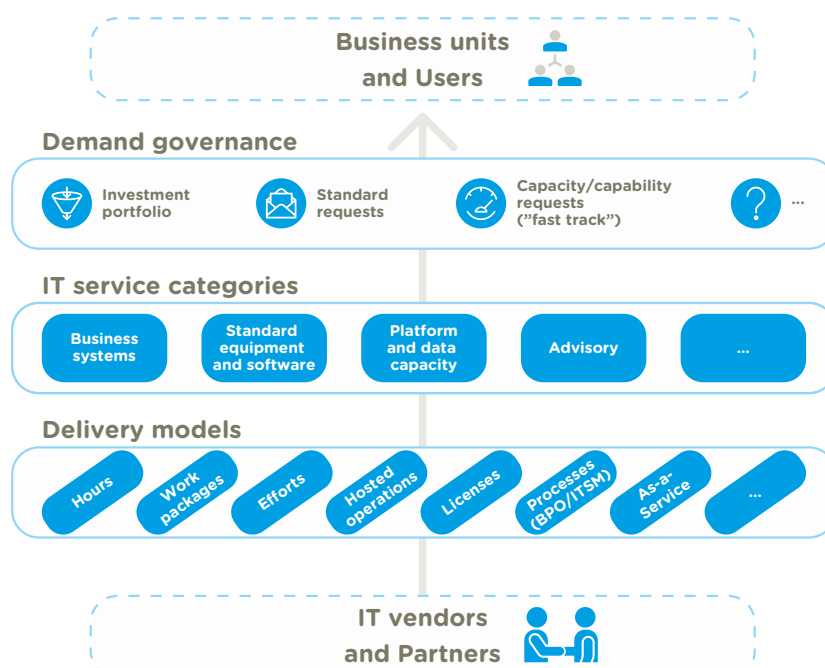 Business units
and Users
Demand governance
Investment
portfolio
Standard
requests
Capacity/capability
requests
(”fast track”)
...
IT service categories
Business
systems
Standard
equipment
and software
Platform
and data
capacity
Advisory
...
Delivery models
Hours
Work
packages
Efforts
Hosted
operations
Licenses
Processes
(BPO/ITSM)
As-a-
Service
...
IT vendors
and Partners